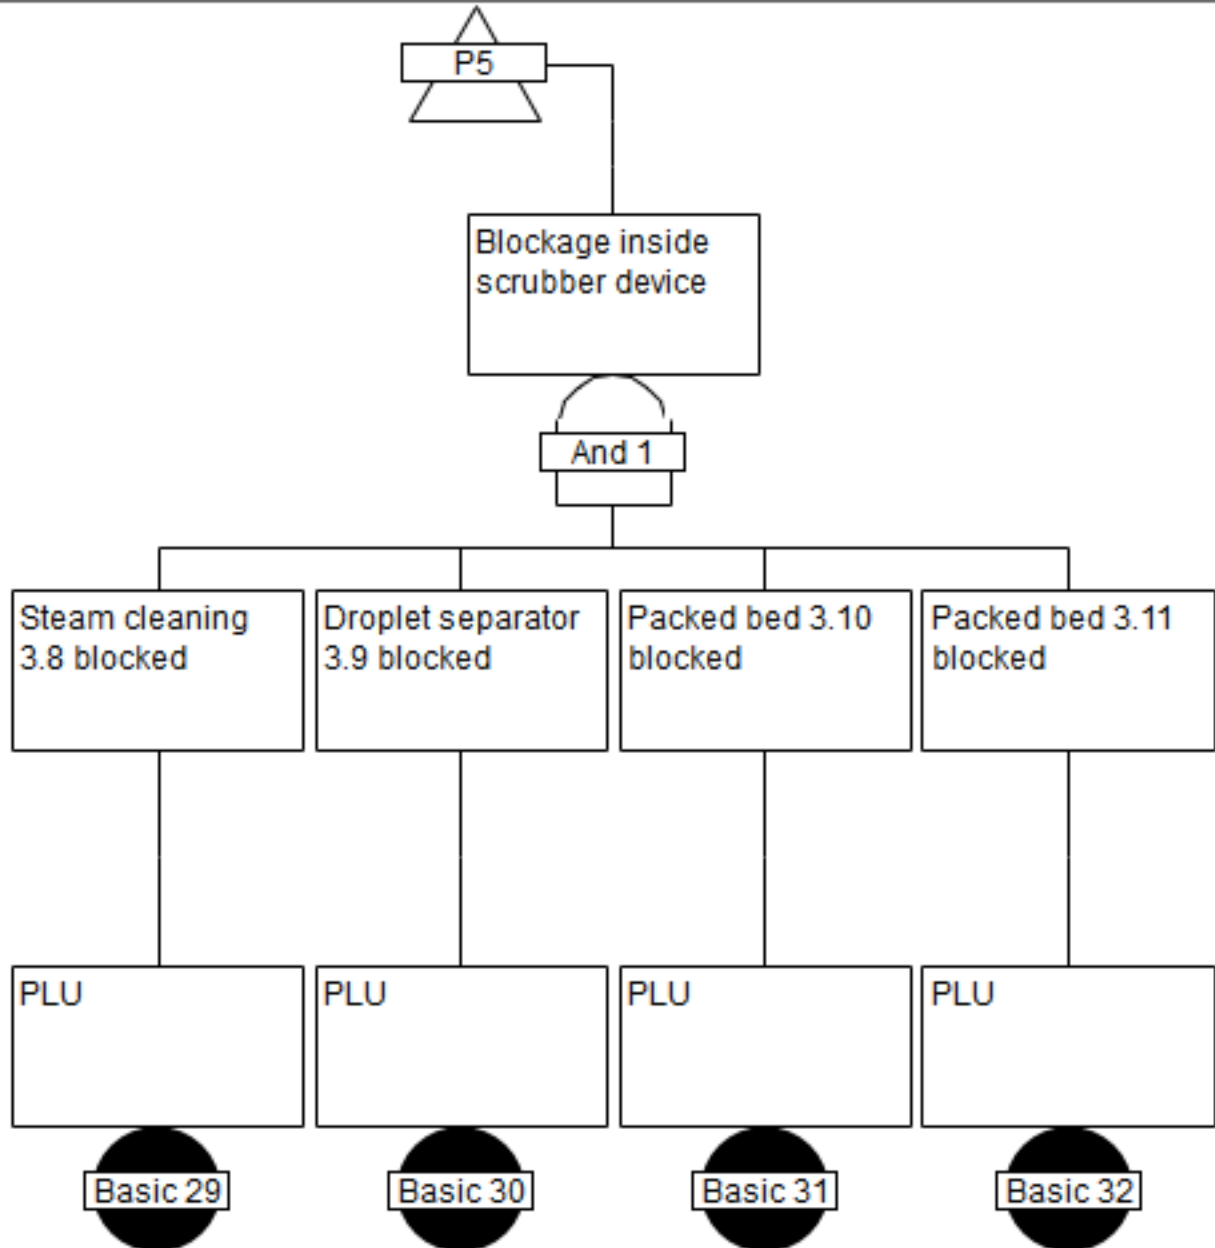 P5
Blockage inside
scrubber device
And 1
Steam cleaning
3.8 blocked
Droplet separator
3.9 blocked
Packed bed 3.10
blocked
Packed bed 3.11
blocked
PLU
PLU
PLU
PLU
Basic 29
Basic 30
Basic 31
Basic 32